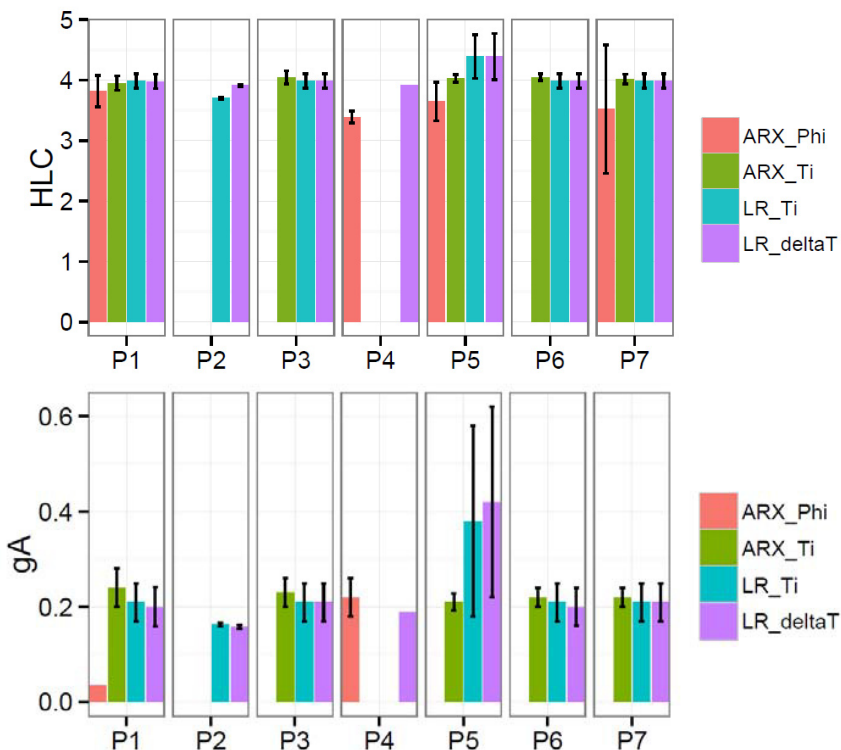 HLC
5
4
3
2
1
0
P1 P2 P3 P4 P5 P6 P7
ARX_Phi
ARX_Ti
LR_Ti
LR_deltaT
gA
0.6
0.4
0.2
0.0
P1 P2 P3 P4 P5 P6 P7
ARX_Phi
ARX_Ti
LR_Ti
LR_deltaT